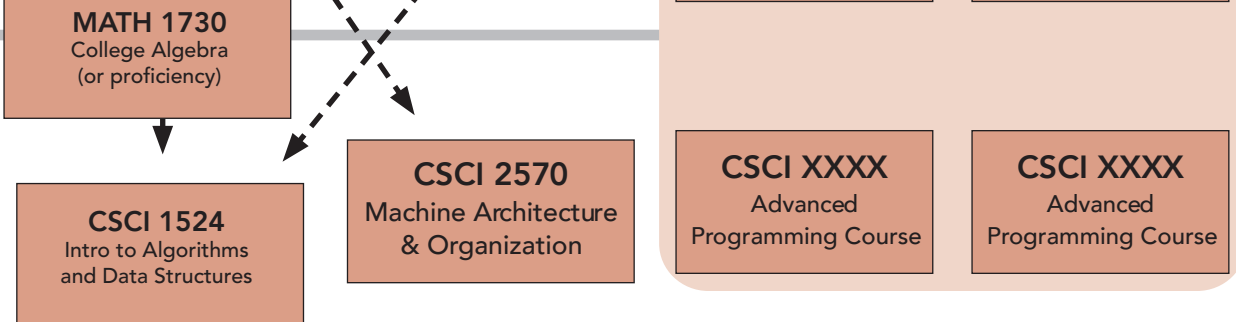 MATH 1730
College Algebra
(or proficiency)
CSCI 1524
Intro to Algorithms
and Data Structures
CSCI 2570
Machine Architecture
& Organization
CSCI XXXX
Advanced
Programming Course
CSCI XXXX
Advanced
Programming Course